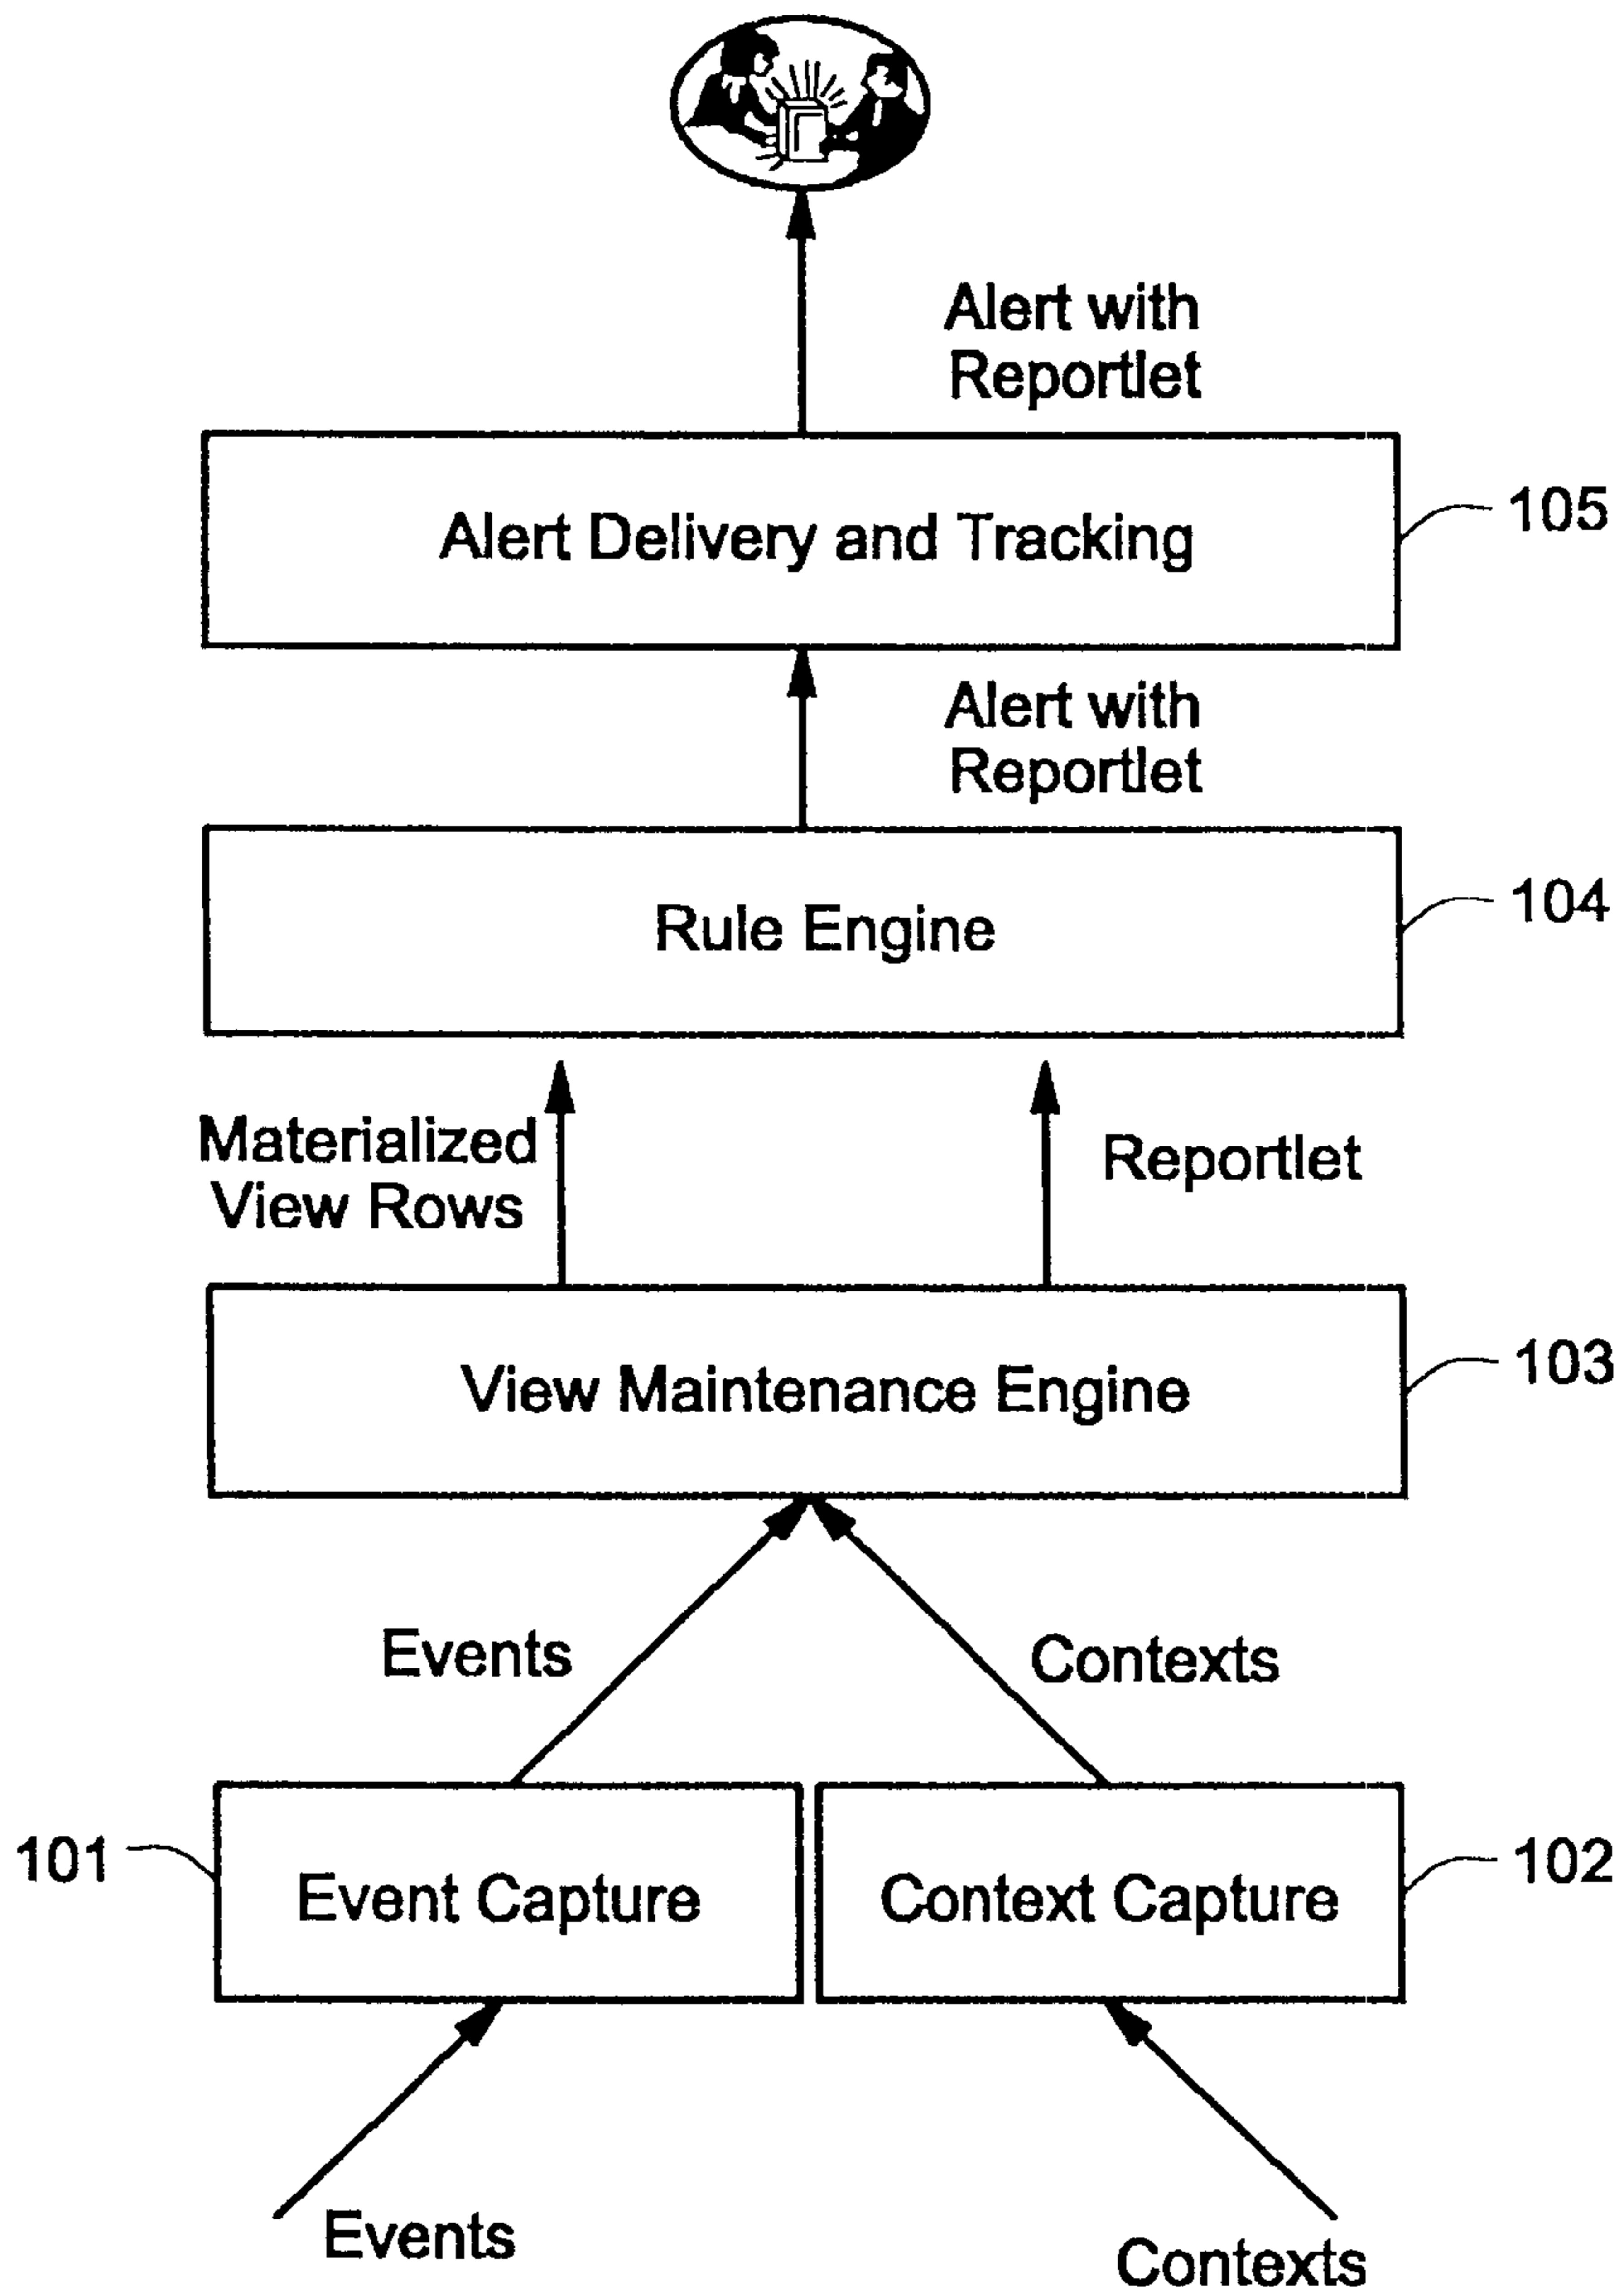 Alert with
Reportlet
Alert Delivery and Tracking
105
Alert with
Reportlet
Rule Engine
104
Materialized
View Rows
Reportlet
View Maintenance Engine
103
Events
Contexts
101
Event Capture
Context Capture
102
Events
Contexts